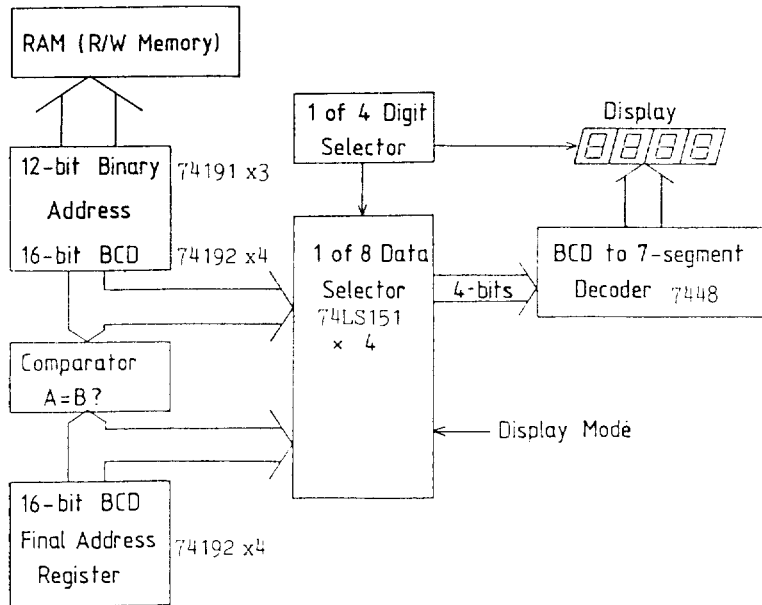 RAM (R/W Memory)
1 of 4 Digit
Selector
Display
12-bit Binary
Address
16-bit BCD
74191 x3
74192 x4
1 of 8 Data
Selector
74LS151
× 4
4-bits
BCD to 7-segment
Decoder 7448
Comparator
A=B?
Display Mode
16-bit BCD
Final Address
Register
74192 x4